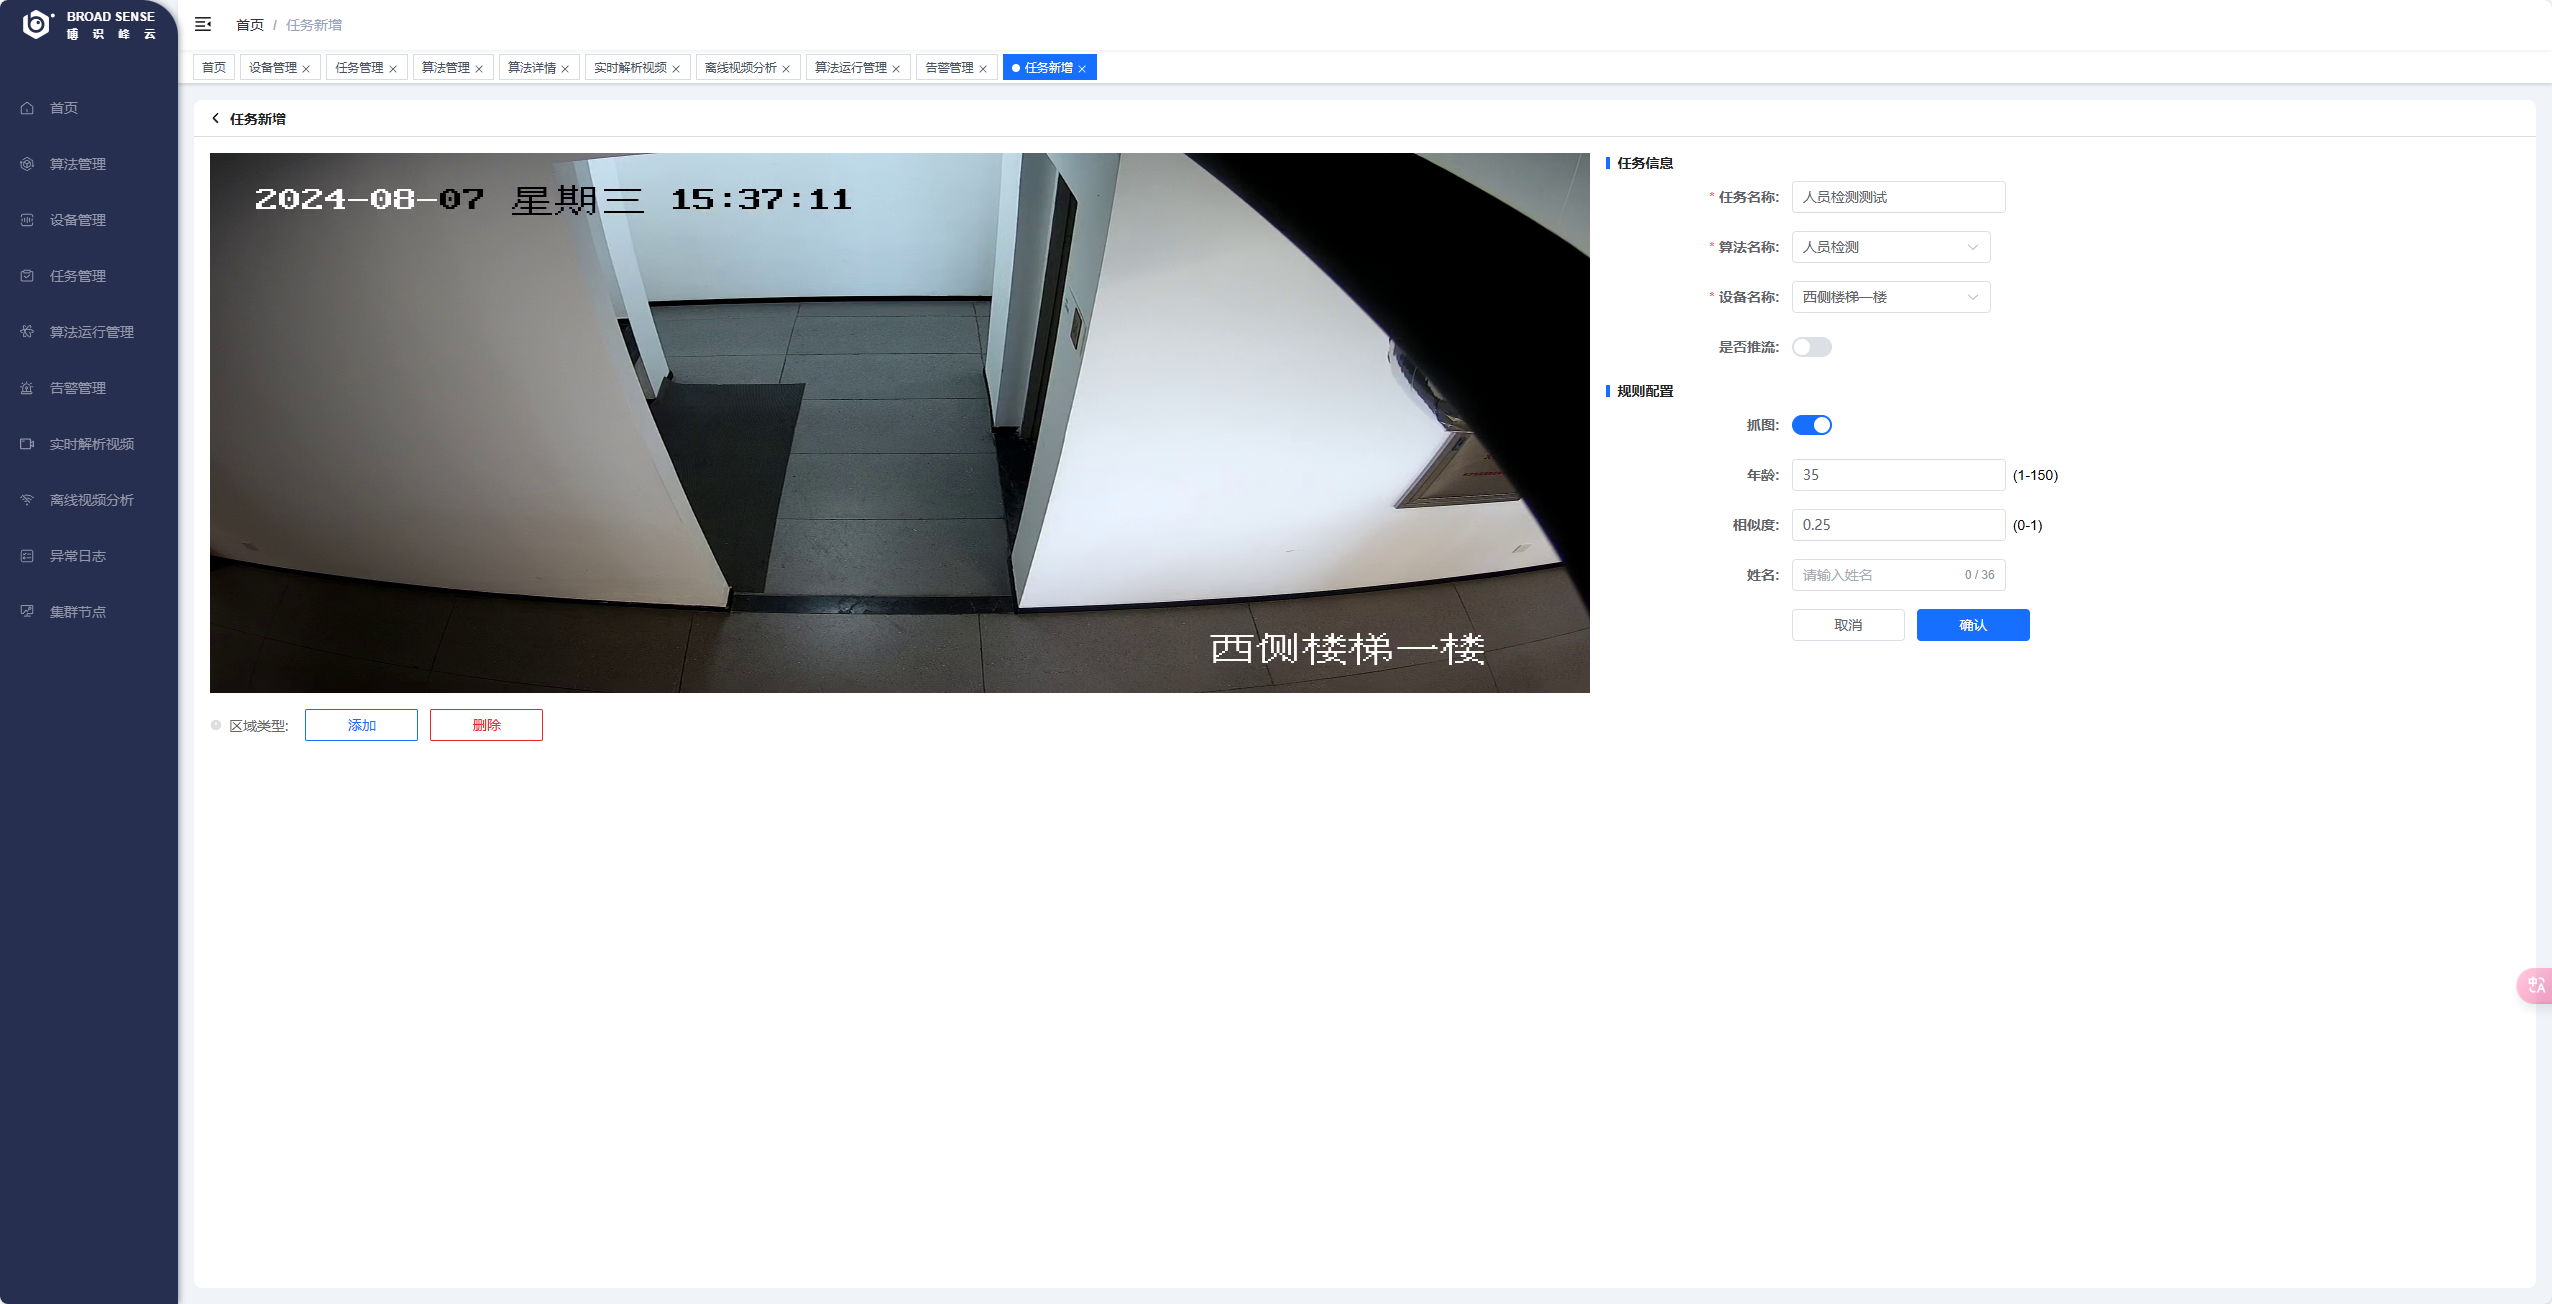 BROAD SENSE
博识峰云
首页
算法管理
设备管理
任务管理
算法运行管理
告警管理
实时解析视频
离线视频分析
异常日志
集群节点
首页 / 任务新增
首页 设备管理 × 任务管理 × 算法管理 × 算法详情 × 实时解析视频 × 离线视频分析 × 算法运行管理 × 告警管理 × 任务新增 ×
任务新增
2024-08-07 星期三 15:37:11
西侧楼梯一楼
区域类型: 添加 删除
任务信息
* 任务名称: 人员检测测试
* 算法名称: 人员检测
* 设备名称: 西侧楼梯一楼
是否推流:
规则配置
抓图:
年龄: 35 (1-150)
相似度: 0.25 (0-1)
姓名: 请输入姓名 0 / 36
取消 确认
中A